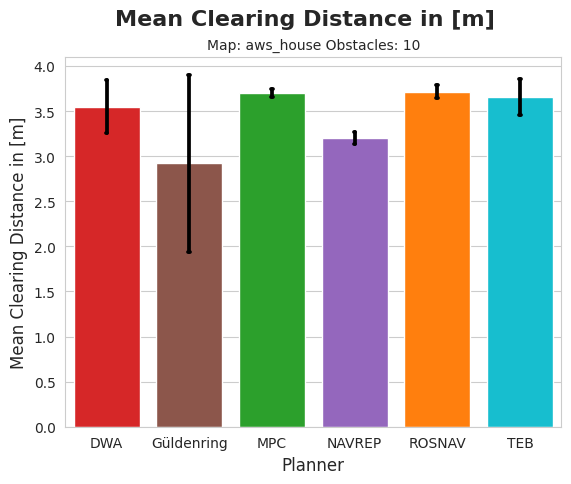 Mean Clearing Distance in [m]
Map: aws_house Obstacles: 10
Mean Clearing Distance in [m]
4.0
3.5
3.0
2.5
2.0
1.5
1.0
0.5
0.0
DWA Güldenring MPC NAVREP ROSNAV TEB
Planner